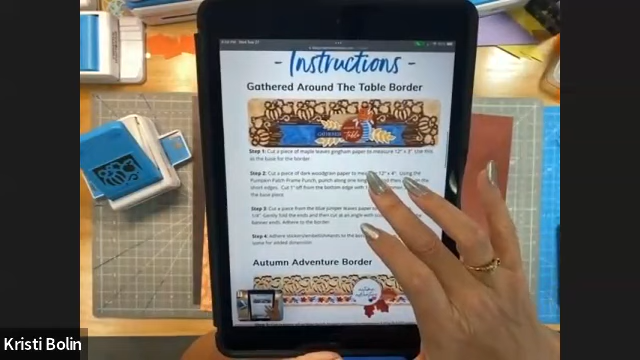 - Instructions -
Gathered Around The Table Border
GATHERED
Table
Step 1: Cut a piece of maple leaves gingham paper to measure 12" x 3" Use this
as the base for the border.
Step 2: Cut a piece of dark woodgrain paper to 12" x 4". Using the
Pumpkin Patch Frame Punch, punch along one
short edges. Cut 1" off from the bottom edge with
the base piece.
Step 3: Cut a piece from the blue juniper leaves paper
1/4" Gently fold the ends and then cut at an angle with
banner ends. Adhere to the border.
Step 4: Adhere stickers/embellishments to the
some for added dimension.
Autumn Adventure Border
Kristi Bolin